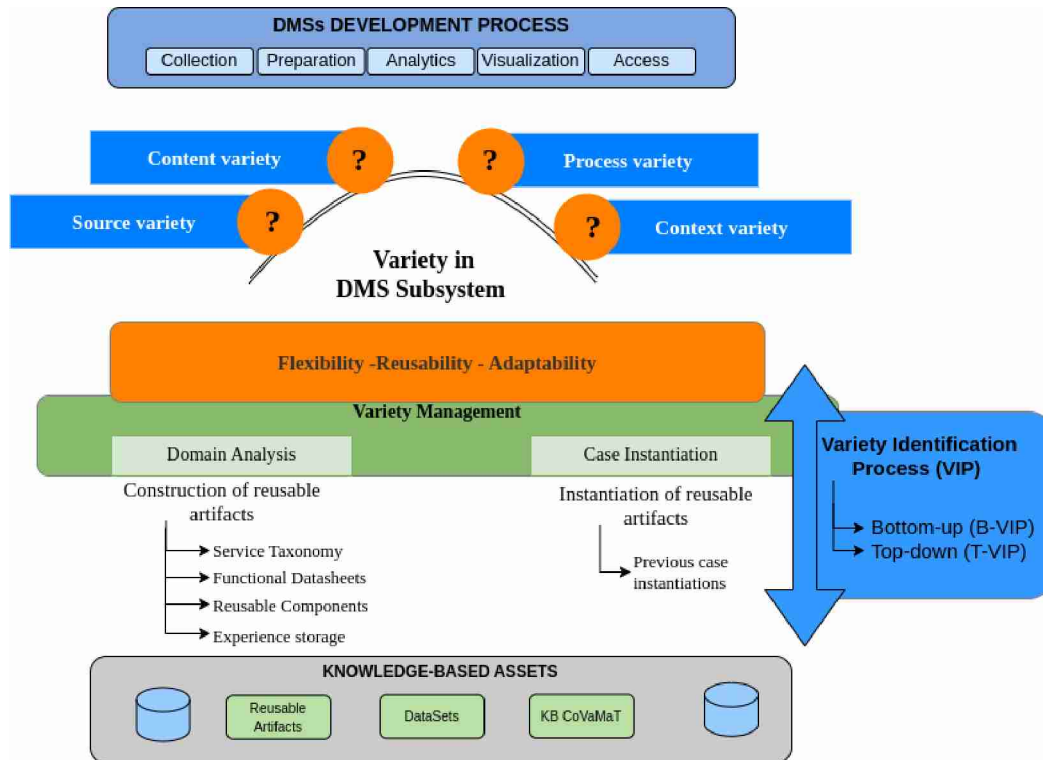 DMSs DEVELOPMENT PROCESS
Collection Preparation Analytics Visualization Access
Content variety ? ? Process variety
Source variety ? ? Context variety
Variety in
DMS Subsystem
Flexibility -Reusability - Adaptability
Variety Management
Domain Analysis Case Instantiation
Construction of reusable
artifacts
Service Taxonomy
Functional Datasheets
Reusable Components
Experience storage
Instantiation of reusable
artifacts
Previous case
instantiations
Variety Identification
Process (VIP)
Bottom-up (B-VIP)
Top-down (T-VIP)
KNOWLEDGE-BASED ASSETS
Reusable
Artifacts
DataSets
KB CoVaMaT